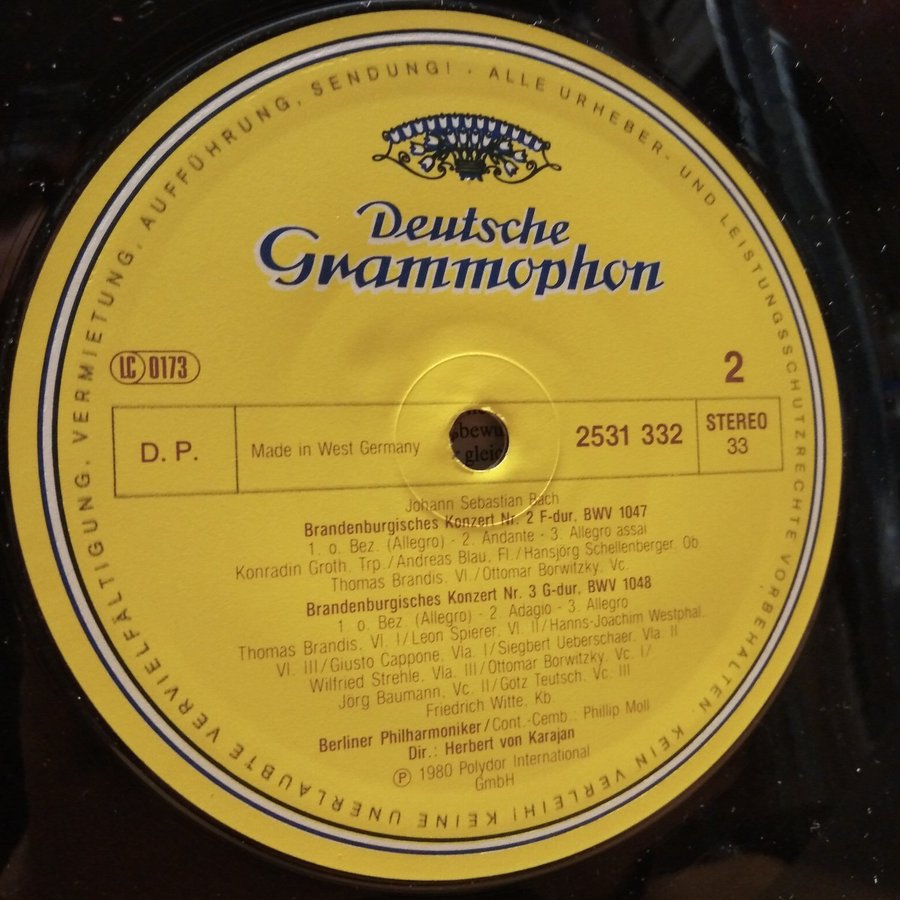 KEINE UNERLAUBTE VERVIELFÄLTIGUNG, VERMIETUNG, AUFFÜHRUNG, SENDUNG! · ALLE URHEBER- UND LEISTUNGSSCHUTZRECHTE VORBEHALTEN. KEIN VERLEIH!
Deutsche
Grammophon
LC 0173
2
D. P.
Made in West Germany
2531 332
STEREO
33
sbewu
gleic
Johann Sebastian Bach
Brandenburgisches Konzert Nr. 2 F-dur, BWV 1047
1. o. Bez. (Allegro) - 2. Andante - 3. Allegro assai
Konradin Groth, Trp./Andreas Blau, Fl./Hansjörg Schellenberger, Ob.
Thomas Brandis, Vl./Ottomar Borwitzky, Vc.
Brandenburgisches Konzert Nr. 3 G-dur, BWV 1048
1. o. Bez. (Allegro) - 2. Adagio - 3. Allegro
Thomas Brandis, Vl. I/Leon Spierer, Vl. II/Hanns-Joachim Westphal,
Vl. III/Giusto Cappone, Vla. I/Siegbert Ueberschaer, Vla. II
Wilfried Strehle, Vla. III/Ottomar Borwitzky, Vc. I/
Jörg Baumann, Vc. II/Götz Teutsch, Vc. III
Friedrich Witte, Kb.
Berliner Philharmoniker/Cont.-Cemb.: Phillip Moll
Dir.: Herbert von Karajan
℗ 1980 Polydor International
GmbH